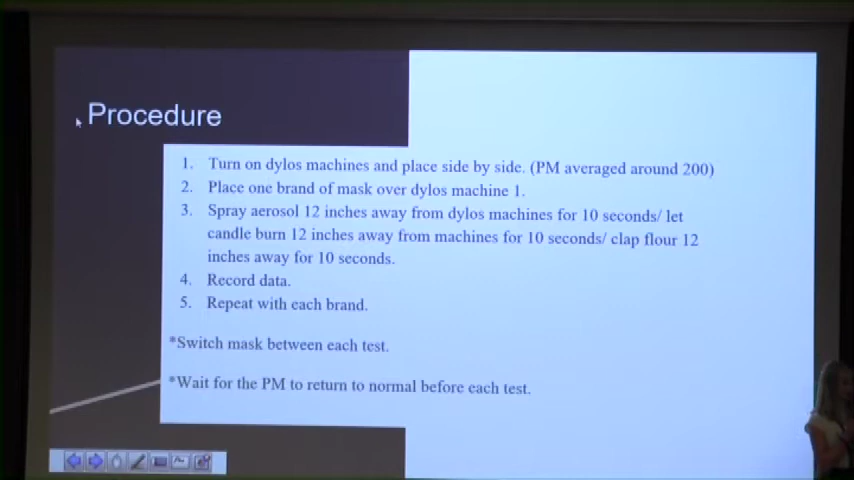 Procedure
1. Turn on dylos machines and place side by side. (PM averaged around 200)
2. Place one brand of mask over dylos machine 1.
3. Spray aerosol 12 inches away from dylos machines for 10 seconds/ let
candle burn 12 inches away from machines for 10 seconds/ clap flour 12
inches away for 10 seconds.
4. Record data.
5. Repeat with each brand.
*Switch mask between each test.
*Wait for the PM to return to normal before each test.